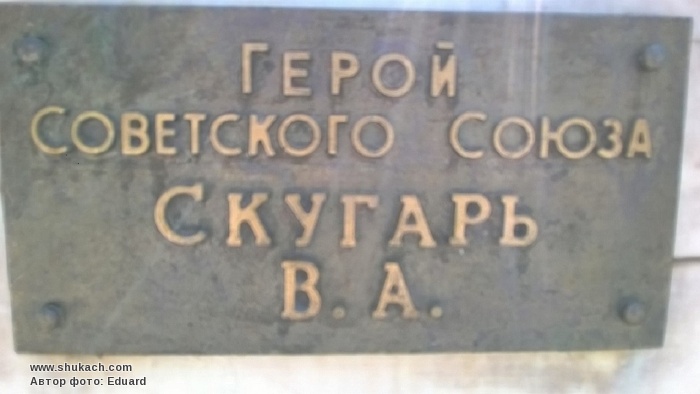 ГЕРОЙ
СОВЕТСКОГО СОЮЗА
СКУГАРЬ
В. А.
www.shukach.com
Автор фото: Eduard